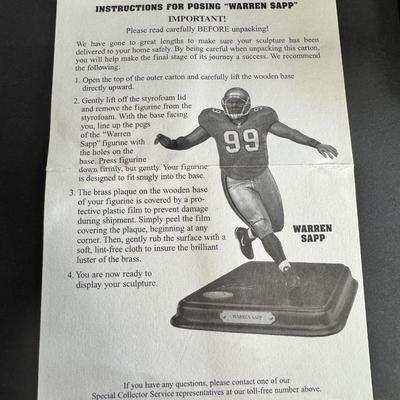 INSTRUCTIONS FOR POSING "WARREN SAPP"
IMPORTANT!
Please read carefully BEFORE unpacking!
We have gone to great lengths to make sure your sculpture has been
delivered to your home safely. By being careful when unpacking this carton,
you will help make the final stage of its journey a success. We recommend
the following:
1. Open the top of the outer carton and carefully lift the wooden base
directly upward.
2. Gently lift off the styrofoam lid
and remove the figurine from the
styrofoam. With the base facing
you, line up the pegs
of the "Warren
Sapp" figurine with
the holes on the
base. Press figurine
down firmly, but gently. Your figurine
is designed to fit snugly into the base.
3. The brass plaque on the wooden base
of your figurine is covered by a pro-
tective plastic film to prevent damage
during shipment. Simply peel the film
covering the plaque, beginning at any
corner. Then, gently rub the surface with a
soft, lint-free cloth to insure the brilliant
luster of the brass.
4. You are now ready to
display your sculpture.
99
WARREN
SAPP
WARREN SAPP
If you have any questions, please contact one of our
Special Collector Service representatives at our toll-free number above.